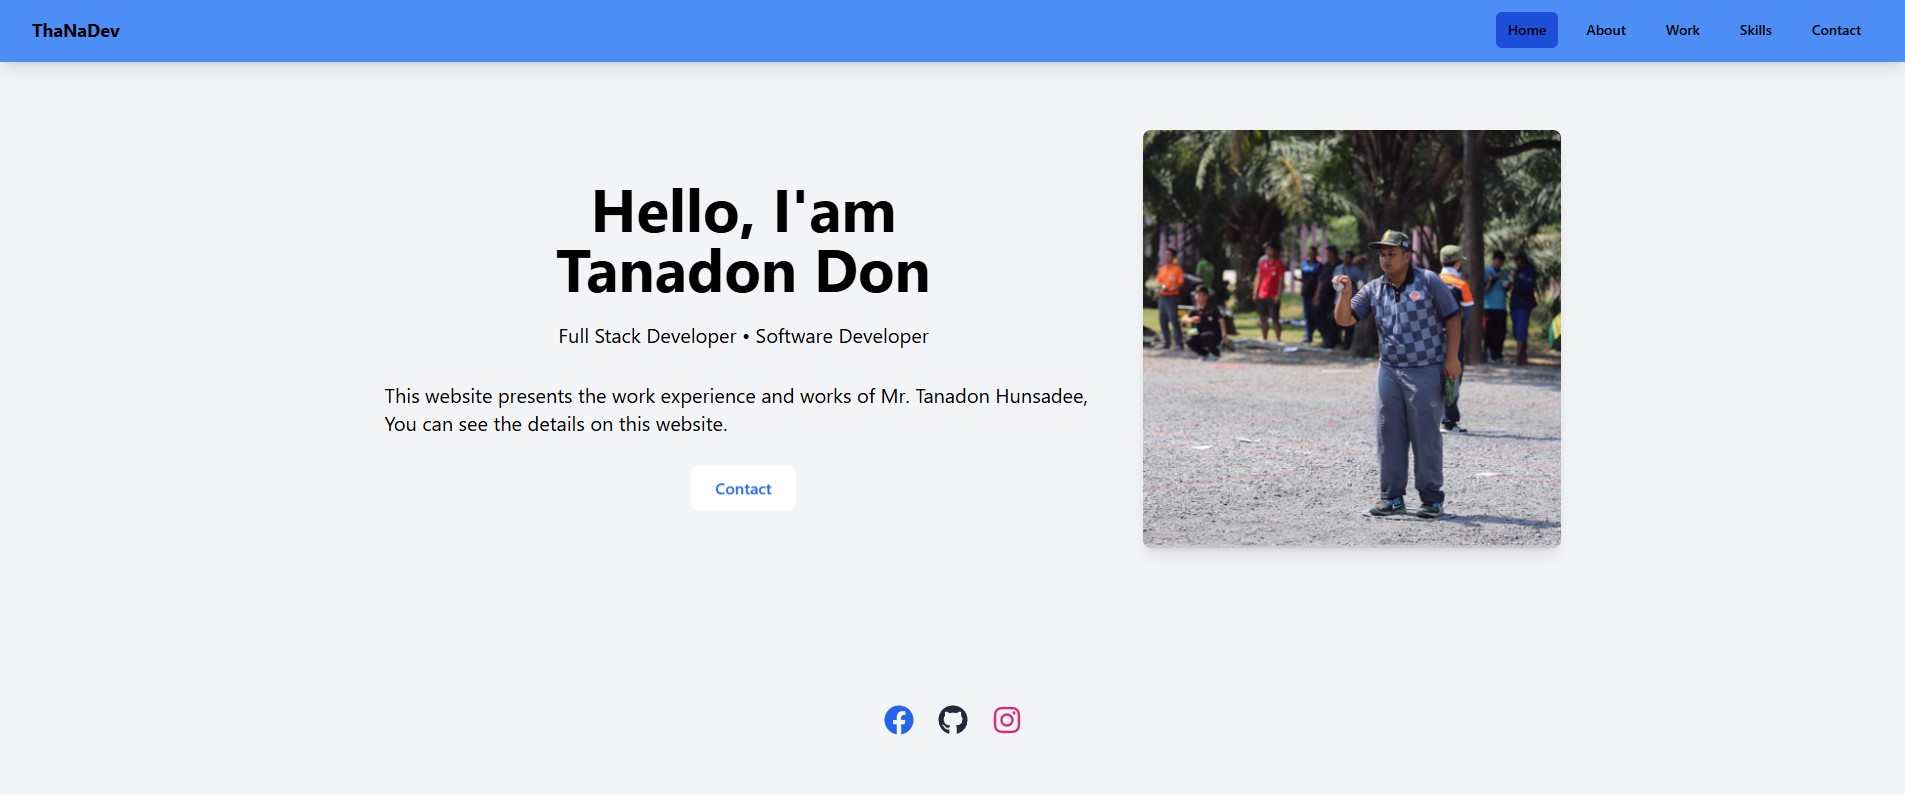 ThaNaDev
Home
About
Work
Skills
Contact
Hello, I'am
Tanadon Don
Full Stack Developer • Software Developer
This website presents the work experience and works of Mr. Tanadon Hunsadee,
You can see the details on this website.
Contact